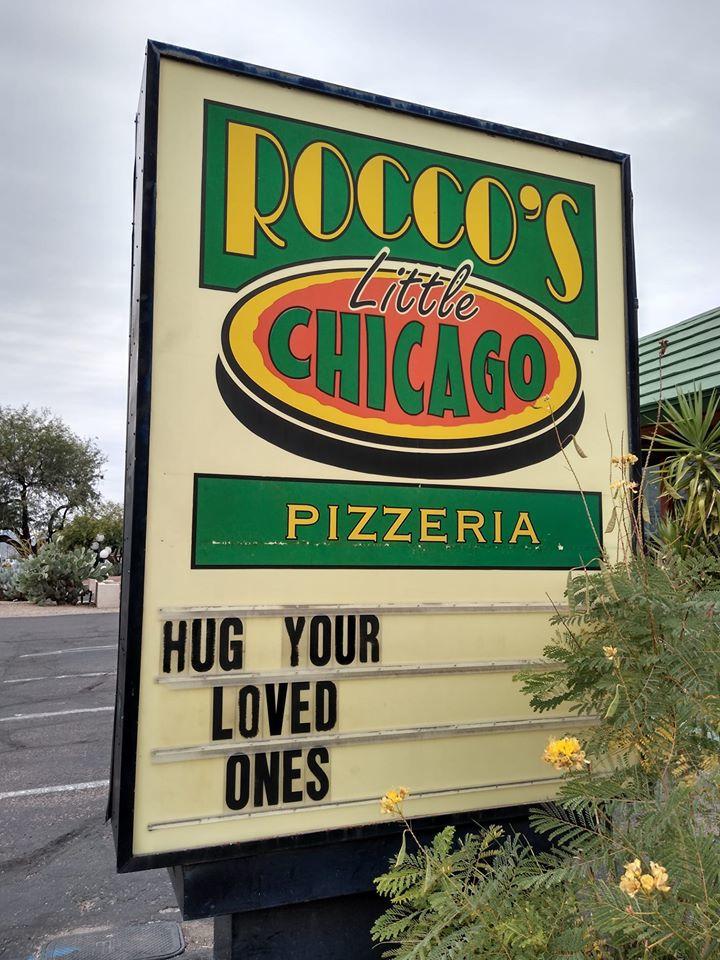 ROCCO'S
Little
CHICAGO
PIZZERIA
HUG YOUR
LOVED
ONES